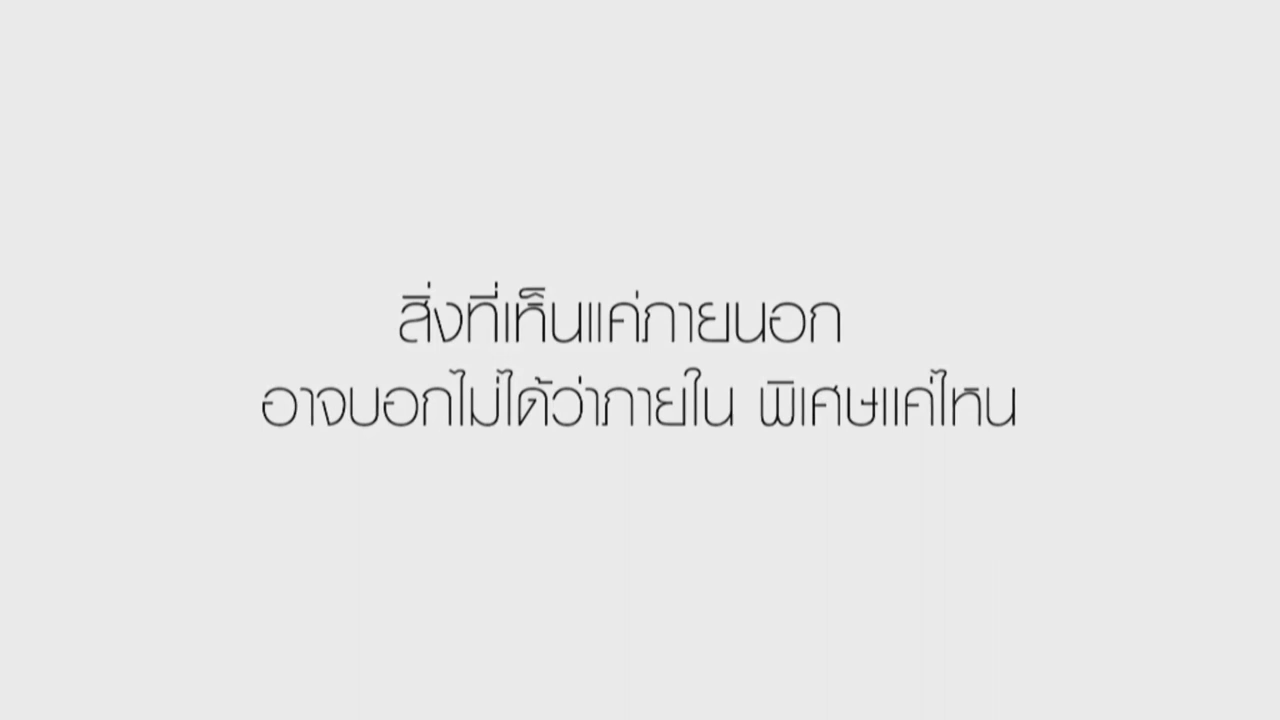 สิ่งที่เห็นแค่ภายนอก
อาจบอกไม่ได้ว่าภายใน พิเศษแค่ไหน